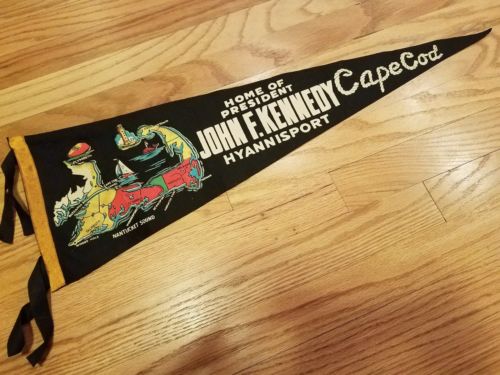 HOME OF
PRESIDENT
JOHN F. KENNEDY
HYANNISPORT
Cape Cod
NANTUCKET SOUND